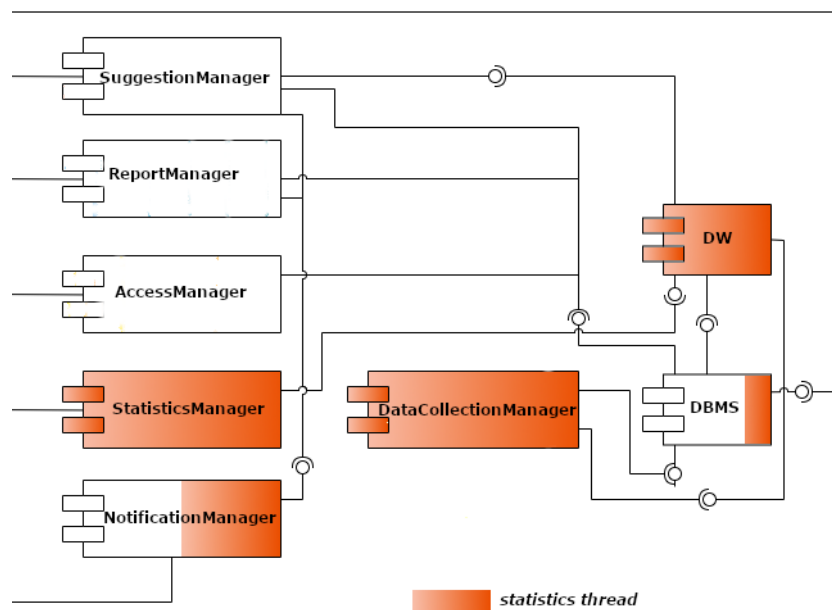 SuggestionManager
ReportManager
DW
AccessManager
StatisticsManager
DataCollectionManager
DBMS
NotificationManager
statistics thread